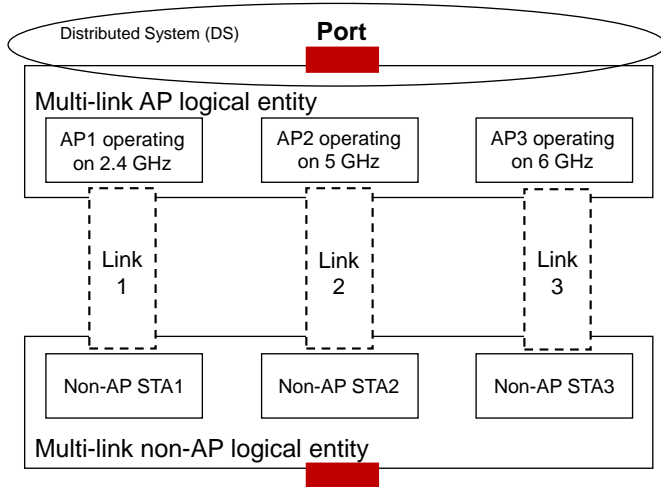 Distributed System (DS)
Port
Multi-link AP logical entity
AP1 operating
on 2.4 GHz
AP2 operating
on 5 GHz
AP3 operating
on 6 GHz
Link
1
Link
2
Link
3
Non-AP STA1
Non-AP STA2
Non-AP STA3
Multi-link non-AP logical entity